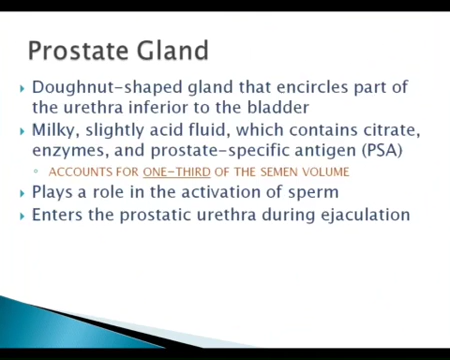 Prostate Gland
Doughnut-shaped gland that encircles part of
the urethra inferior to the bladder
Milky, slightly acid fluid, which contains citrate,
enzymes, and prostate-specific antigen (PSA)
ACCOUNTS FOR ONE-THIRD OF THE SEMEN VOLUME
Plays a role in the activation of sperm
Enters the prostatic urethra during ejaculation